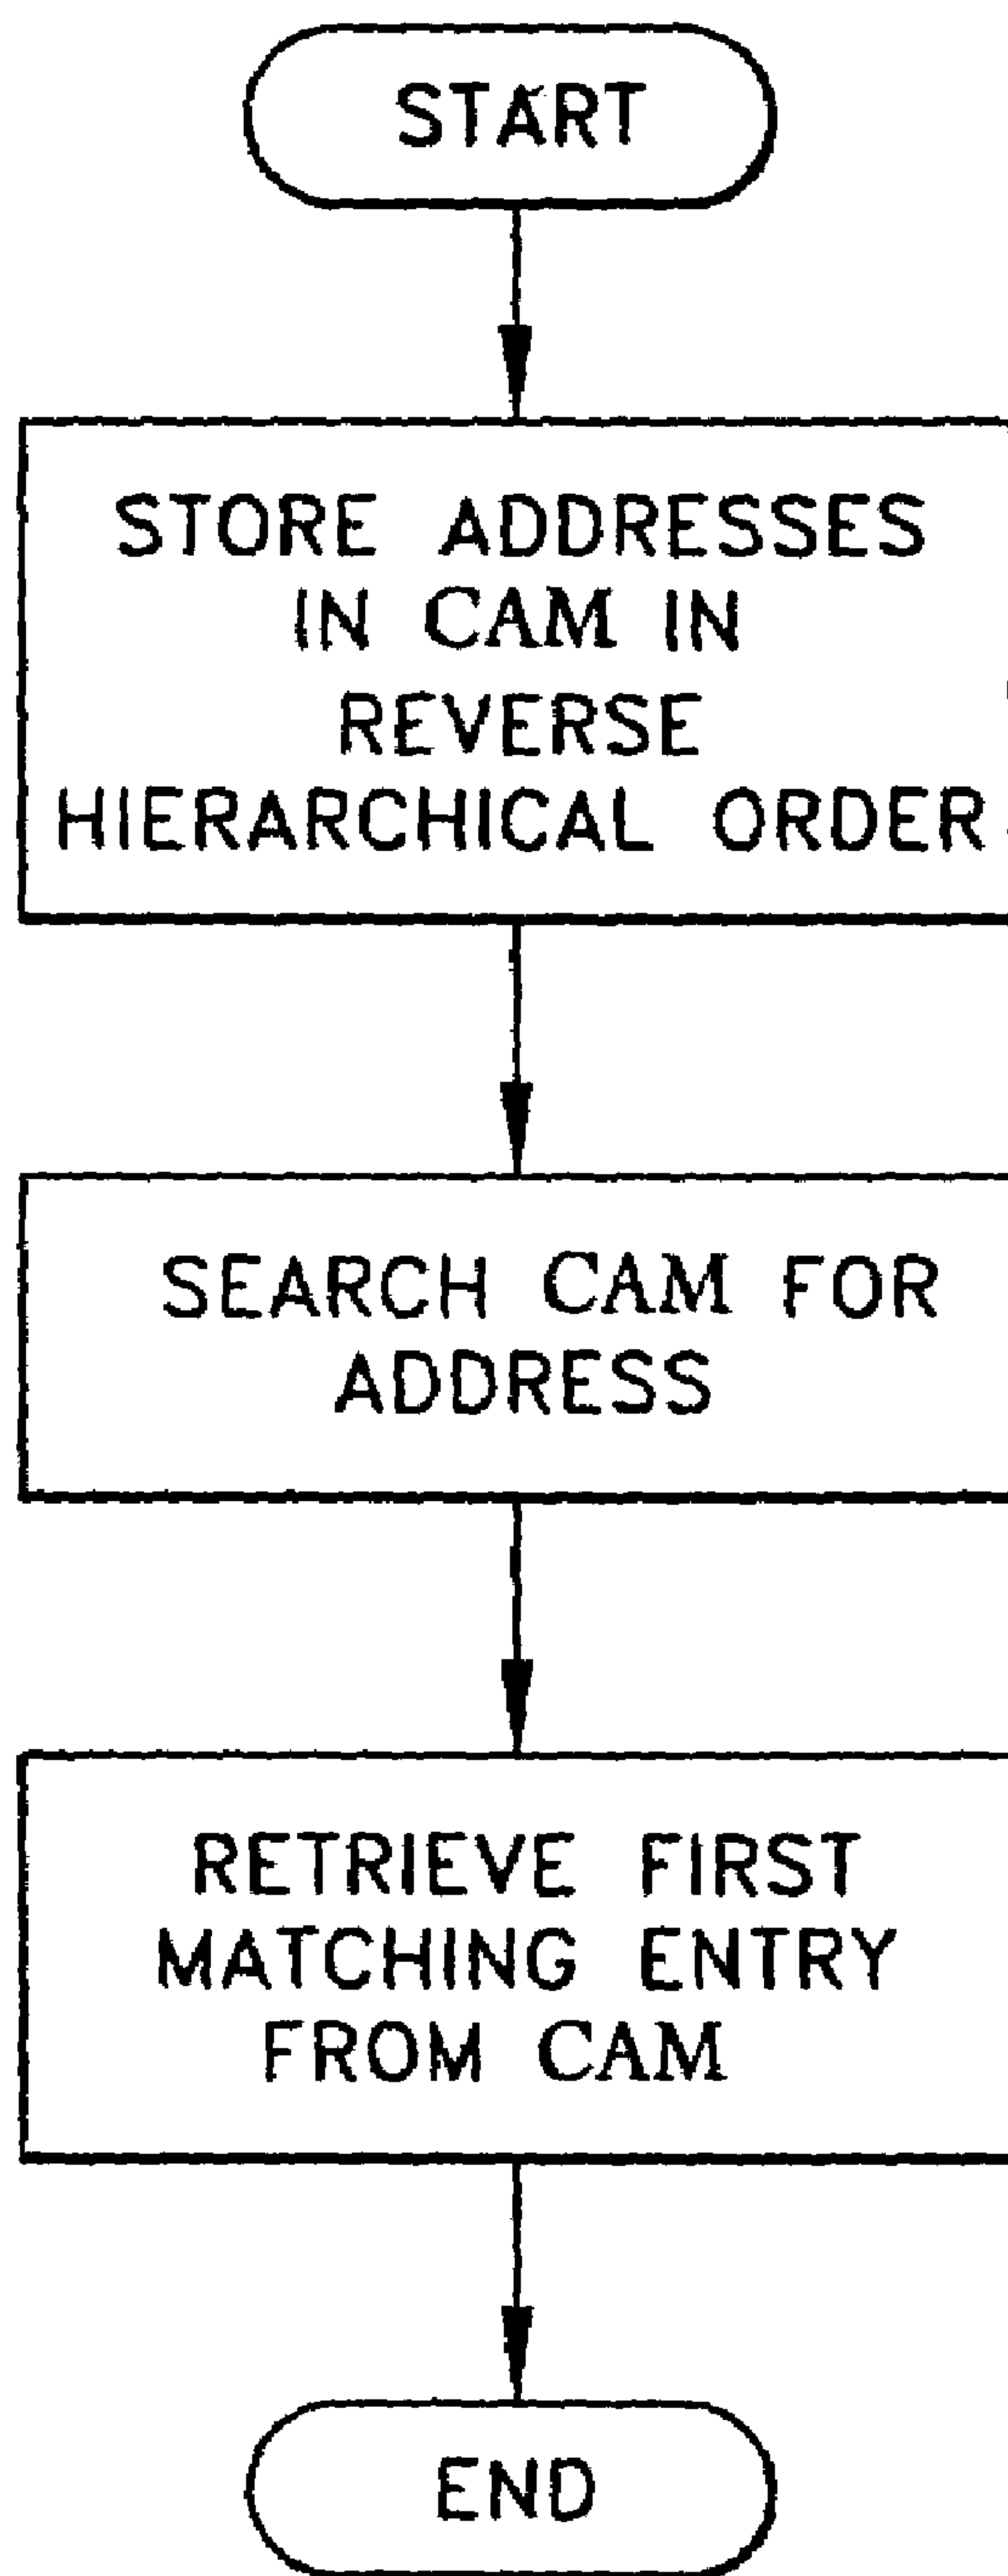 START
STORE ADDRESSES
IN CAM IN
REVERSE
HIERARCHICAL ORDER
SEARCH CAM FOR
ADDRESS
RETRIEVE FIRST
MATCHING ENTRY
FROM CAM
END